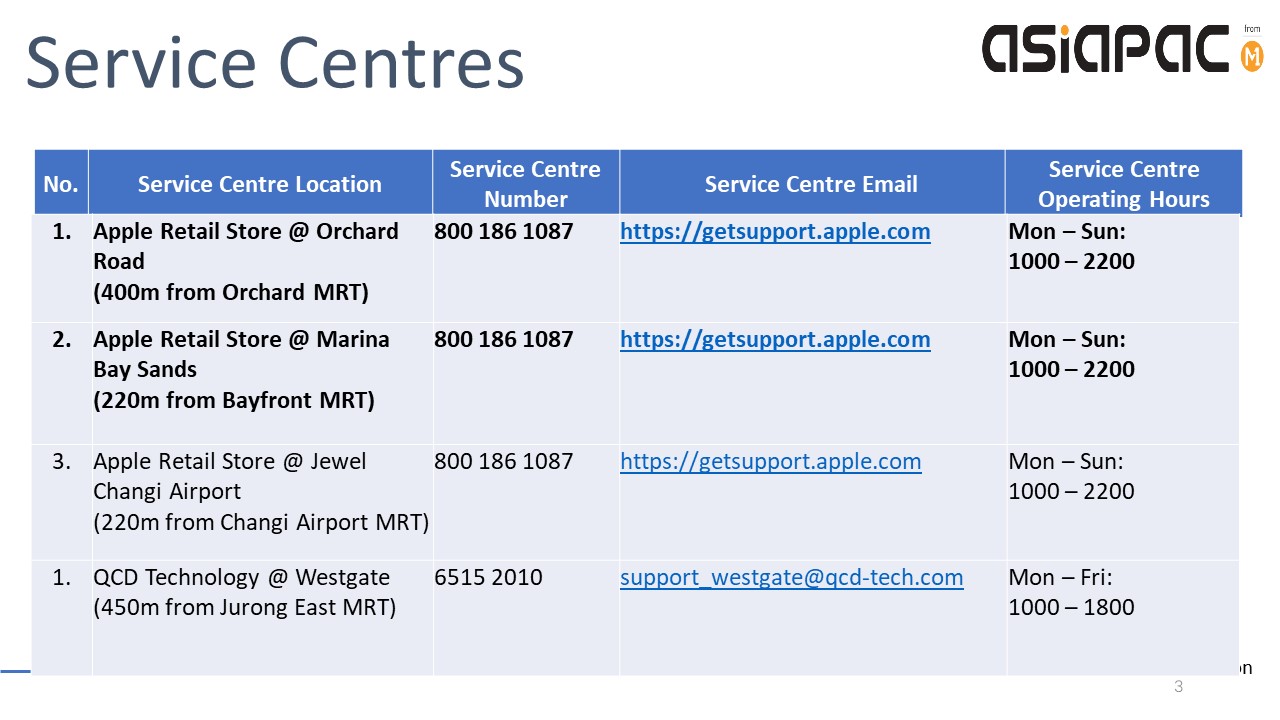 Service Centres
asiapac
from
M
No.
Service Centre Location
Service Centre
Number
Service Centre Email
Service Centre
Operating Hours
1.
Apple Retail Store @ Orchard
Road
(400m from Orchard MRT)
800 186 1087
https://getsupport.apple.com
Mon – Sun:
1000 – 2200
2.
Apple Retail Store @ Marina
Bay Sands
(220m from Bayfront MRT)
800 186 1087
https://getsupport.apple.com
Mon – Sun:
1000 – 2200
3.
Apple Retail Store @ Jewel
Changi Airport
(220m from Changi Airport MRT)
800 186 1087
https://getsupport.apple.com
Mon – Sun:
1000 – 2200
1.
QCD Technology @ Westgate
(450m from Jurong East MRT)
6515 2010
support_westgate@qcd-tech.com
Mon – Fri:
1000 – 1800
3